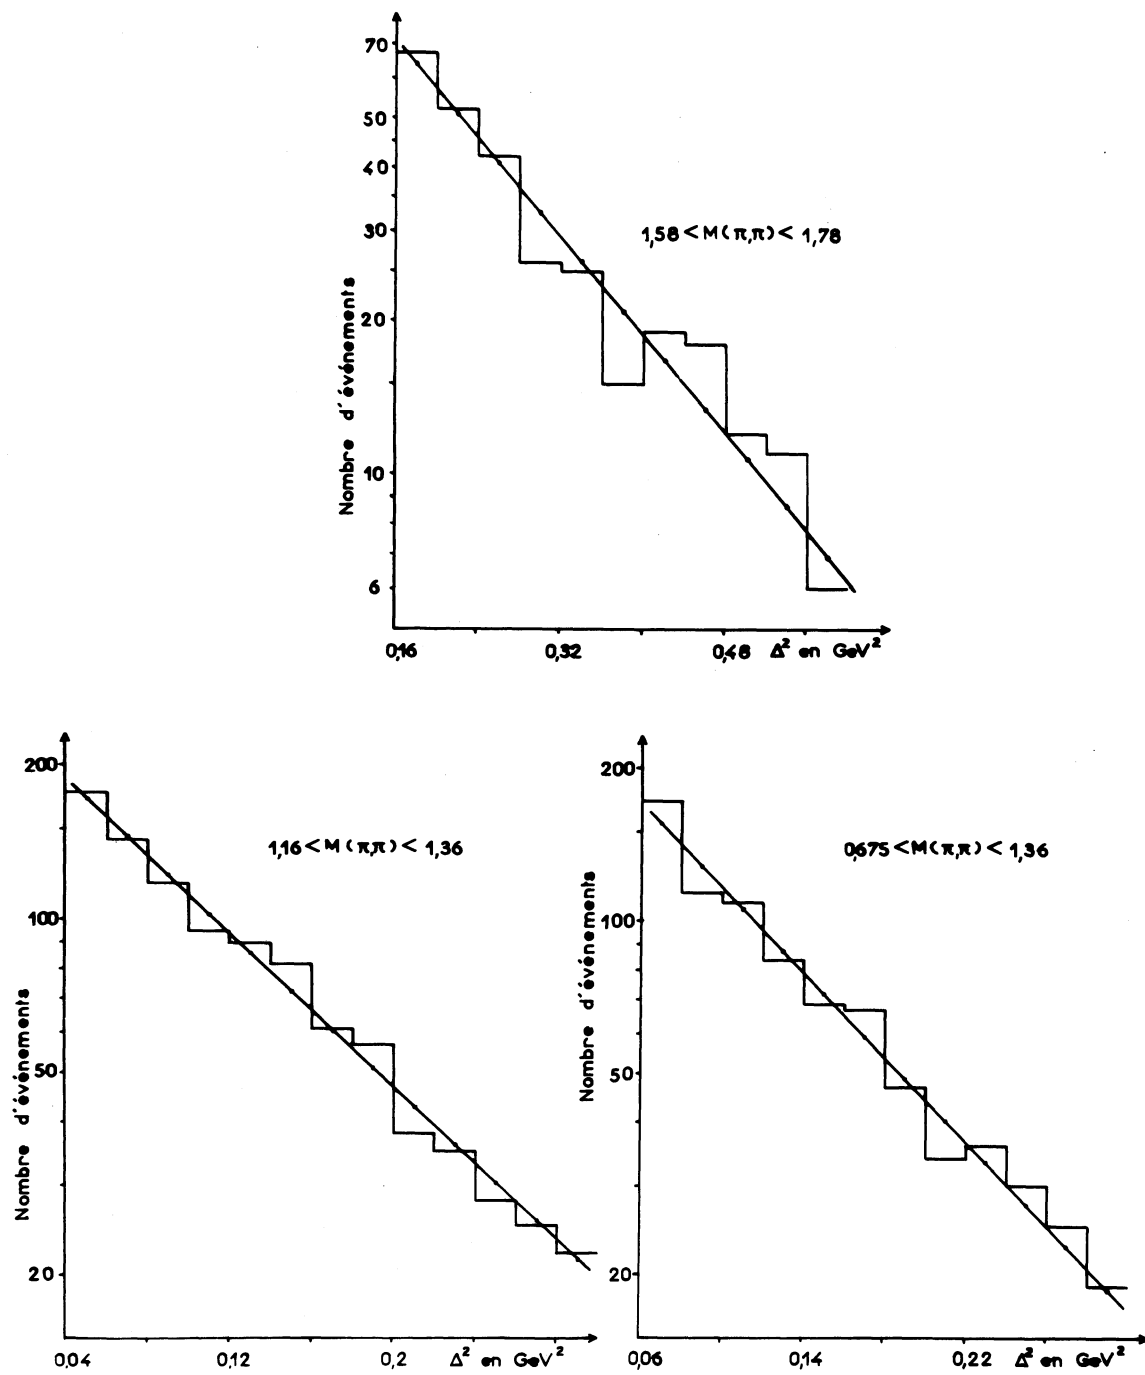 70
50
40
30
20
10
6
Nombre d'événements
1,58 < M(π,π) < 1,78
0,16
0,32
0,48
Δ² en GeV²
200
100
50
20
Nombre d'événements
1,16 < M(π,π) < 1,36
0,04
0,12
0,2
Δ² en GeV²
200
100
50
20
Nombre d'événements
0,675 < M(π,π) < 1,36
0,06
0,14
0,22
Δ² en GeV²